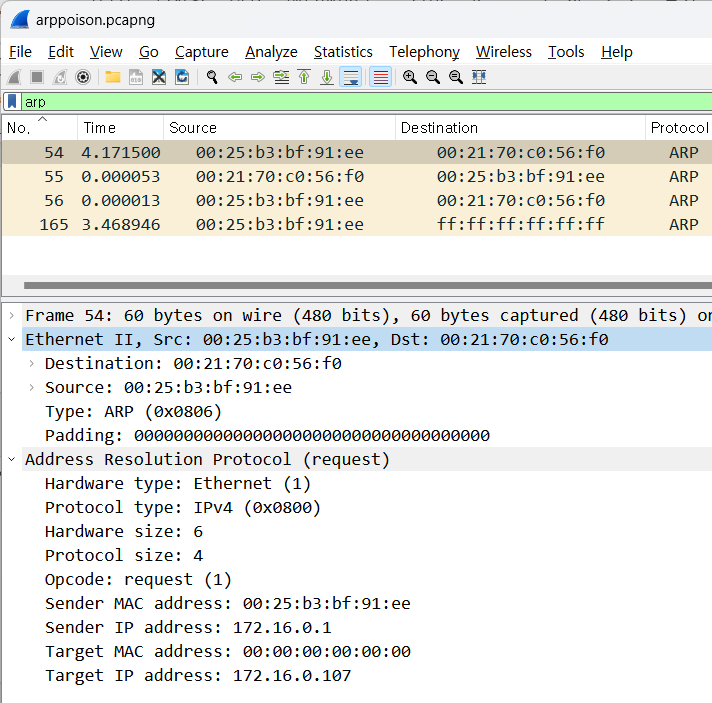 arppoison.pcapng
File Edit View Go Capture Analyze Statistics Telephony Wireless Tools Help
arp
No. Time Source Destination Protocol
54 4.171500 00:25:b3:bf:91:ee 00:21:70:c0:56:f0 ARP
55 0.000053 00:21:70:c0:56:f0 00:25:b3:bf:91:ee ARP
56 0.000013 00:25:b3:bf:91:ee 00:21:70:c0:56:f0 ARP
165 3.468946 00:25:b3:bf:91:ee ff:ff:ff:ff:ff:ff ARP
Frame 54: 60 bytes on wire (480 bits), 60 bytes captured (480 bits) on
Ethernet II, Src: 00:25:b3:bf:91:ee, Dst: 00:21:70:c0:56:f0
Destination: 00:21:70:c0:56:f0
Source: 00:25:b3:bf:91:ee
Type: ARP (0x0806)
Padding: 000000000000000000000000000000000000
Address Resolution Protocol (request)
Hardware type: Ethernet (1)
Protocol type: IPv4 (0x0800)
Hardware size: 6
Protocol size: 4
Opcode: request (1)
Sender MAC address: 00:25:b3:bf:91:ee
Sender IP address: 172.16.0.1
Target MAC address: 00:00:00:00:00:00
Target IP address: 172.16.0.107